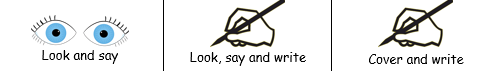 Look and say
Look, say and write
Cover and write